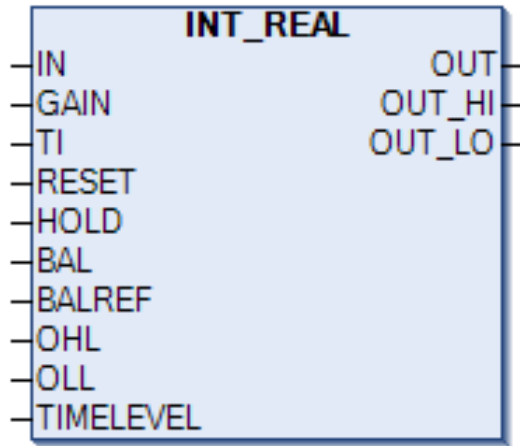 INT_REAL
IN OUT
GAIN OUT_HI
TI OUT_LO
RESET
HOLD
BAL
BALREF
OHL
OLL
TIMELEVEL